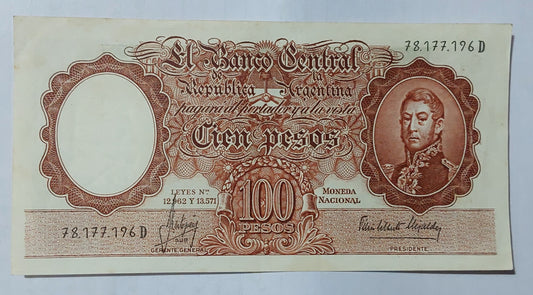 78.177.196 D
El Banco Central
de la
República Argentina
pagará al portador y a la vista
Cien pesos
LEYES Nos
12.962 Y 13.571
100
PESOS
MONEDA
NACIONAL
78.177.196 D
GERENTE GENERAL
PRESIDENTE